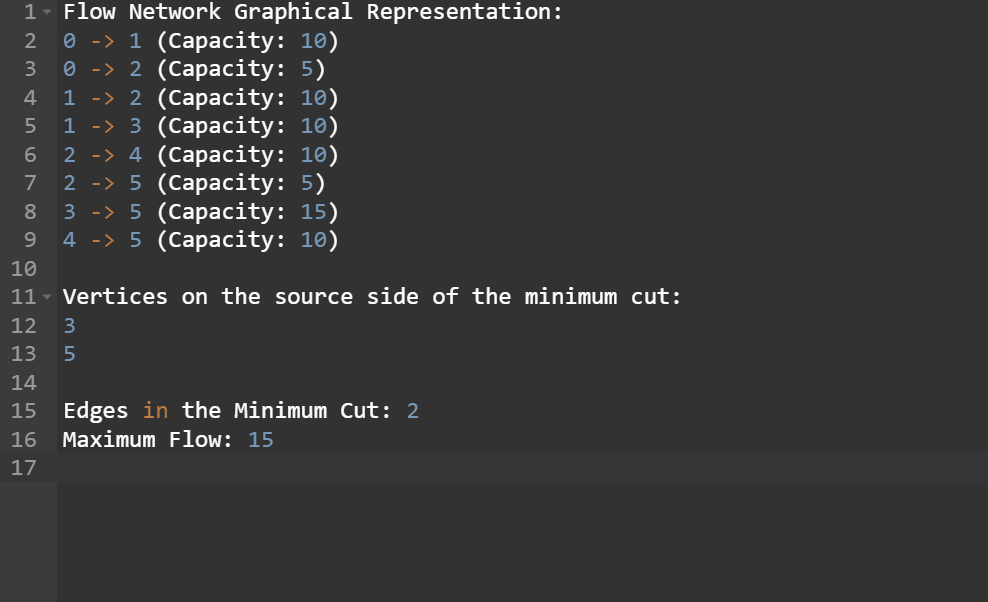 1 Flow Network Graphical Representation:
2 0 -> 1 (Capacity: 10)
3 0 -> 2 (Capacity: 5)
4 1 -> 2 (Capacity: 10)
5 1 -> 3 (Capacity: 10)
6 2 -> 4 (Capacity: 10)
7 2 -> 5 (Capacity: 5)
8 3 -> 5 (Capacity: 15)
9 4 -> 5 (Capacity: 10)
10
11 Vertices on the source side of the minimum cut:
12 3
13 5
14
15 Edges in the Minimum Cut: 2
16 Maximum Flow: 15
17